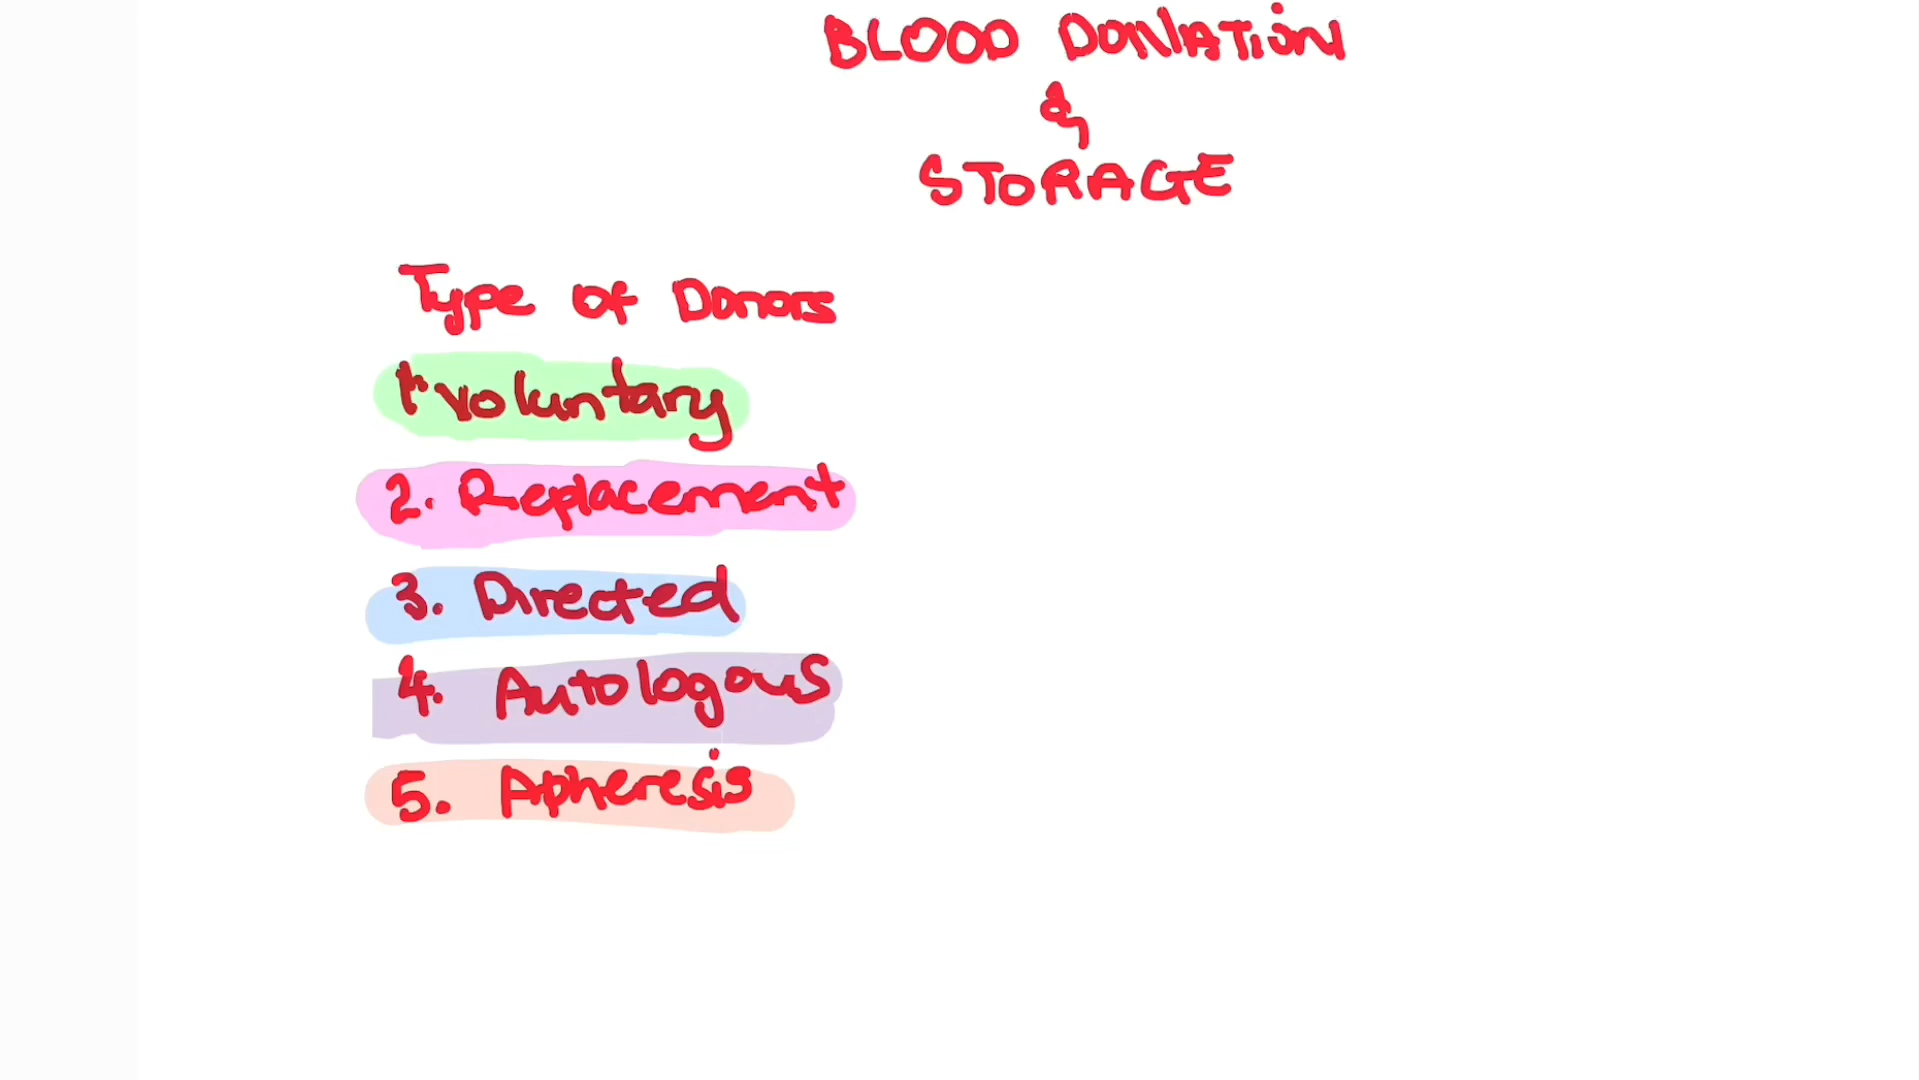 BLOOD DONATION
&
STORAGE
Type of Donors
1. Voluntary
2. Replacement
3. Directed
4. Autologous
5. Apheresis